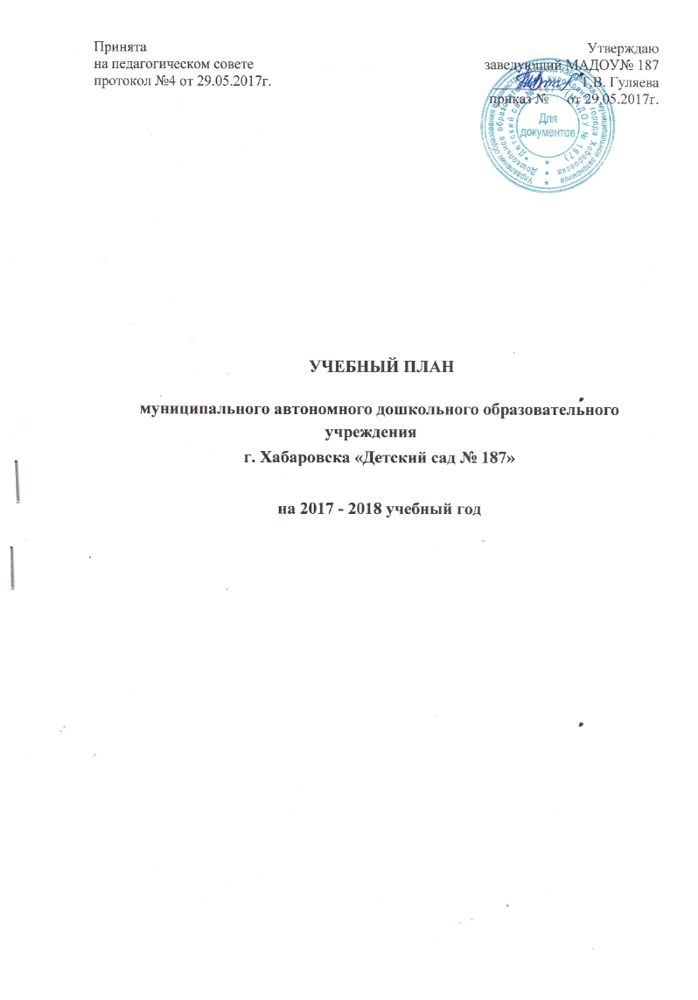 Принята
на педагогическом совете
протокол №4 от 29.05.2017г.
Утверждаю
заведующий МАДОУ№ 187
Т.В. Гуляева
приказ № от 29.05.2017г.
Для
документов
УЧЕБНЫЙ ПЛАН
муниципального автономного дошкольного образовательного
учреждения
г. Хабаровска «Детский сад № 187»
на 2017 - 2018 учебный год